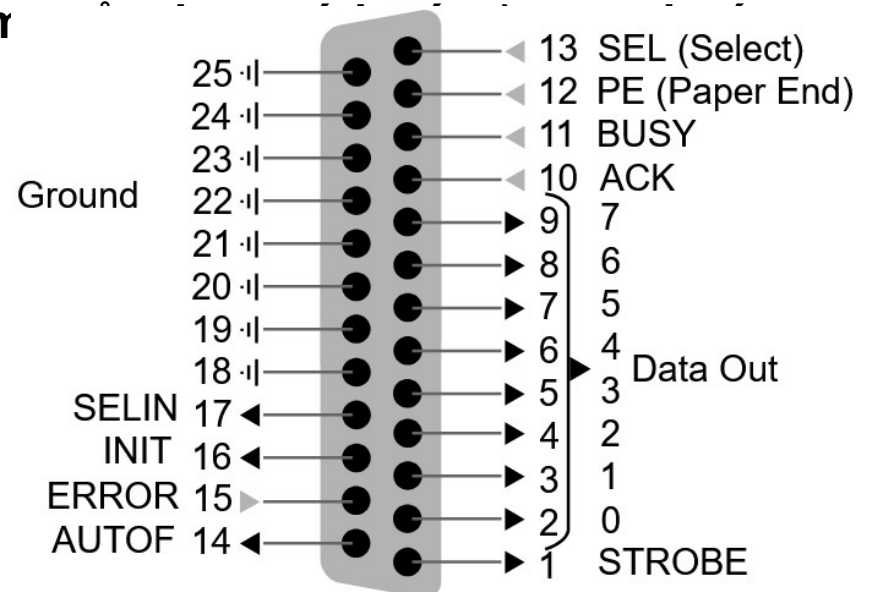 13 SEL (Select)
25
12 PE (Paper End)
24
11 BUSY
23
10 ACK
Ground
22
9 7
21
8 6
20
7 5
19
6 4
18
Data Out
5 3
SELIN 17
4 2
INIT 16
3 1
ERROR 15
2 0
AUTOF 14
1 STROBE